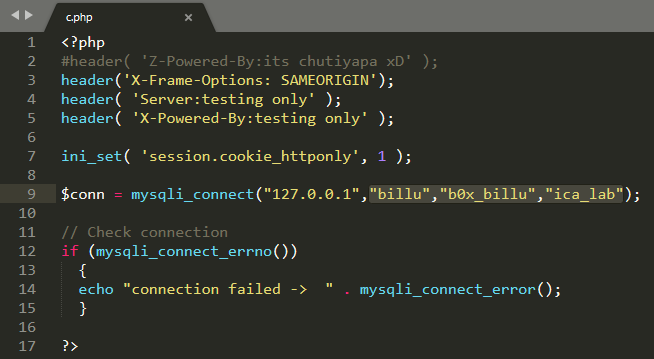 c.php
1 <?php
2 #header( 'Z-Powered-By:its chutiyapa xD' );
3 header('X-Frame-Options: SAMEORIGIN');
4 header( 'Server:testing only' );
5 header( 'X-Powered-By:testing only' );
6
7 ini_set( 'session.cookie_httponly', 1 );
8
9 $conn = mysqli_connect("127.0.0.1","billu","b0x_billu","ica_lab");
10
11 // Check connection
12 if (mysqli_connect_errno())
13   {
14   echo "connection failed ->  " . mysqli_connect_error();
15   }
16
17 ?>